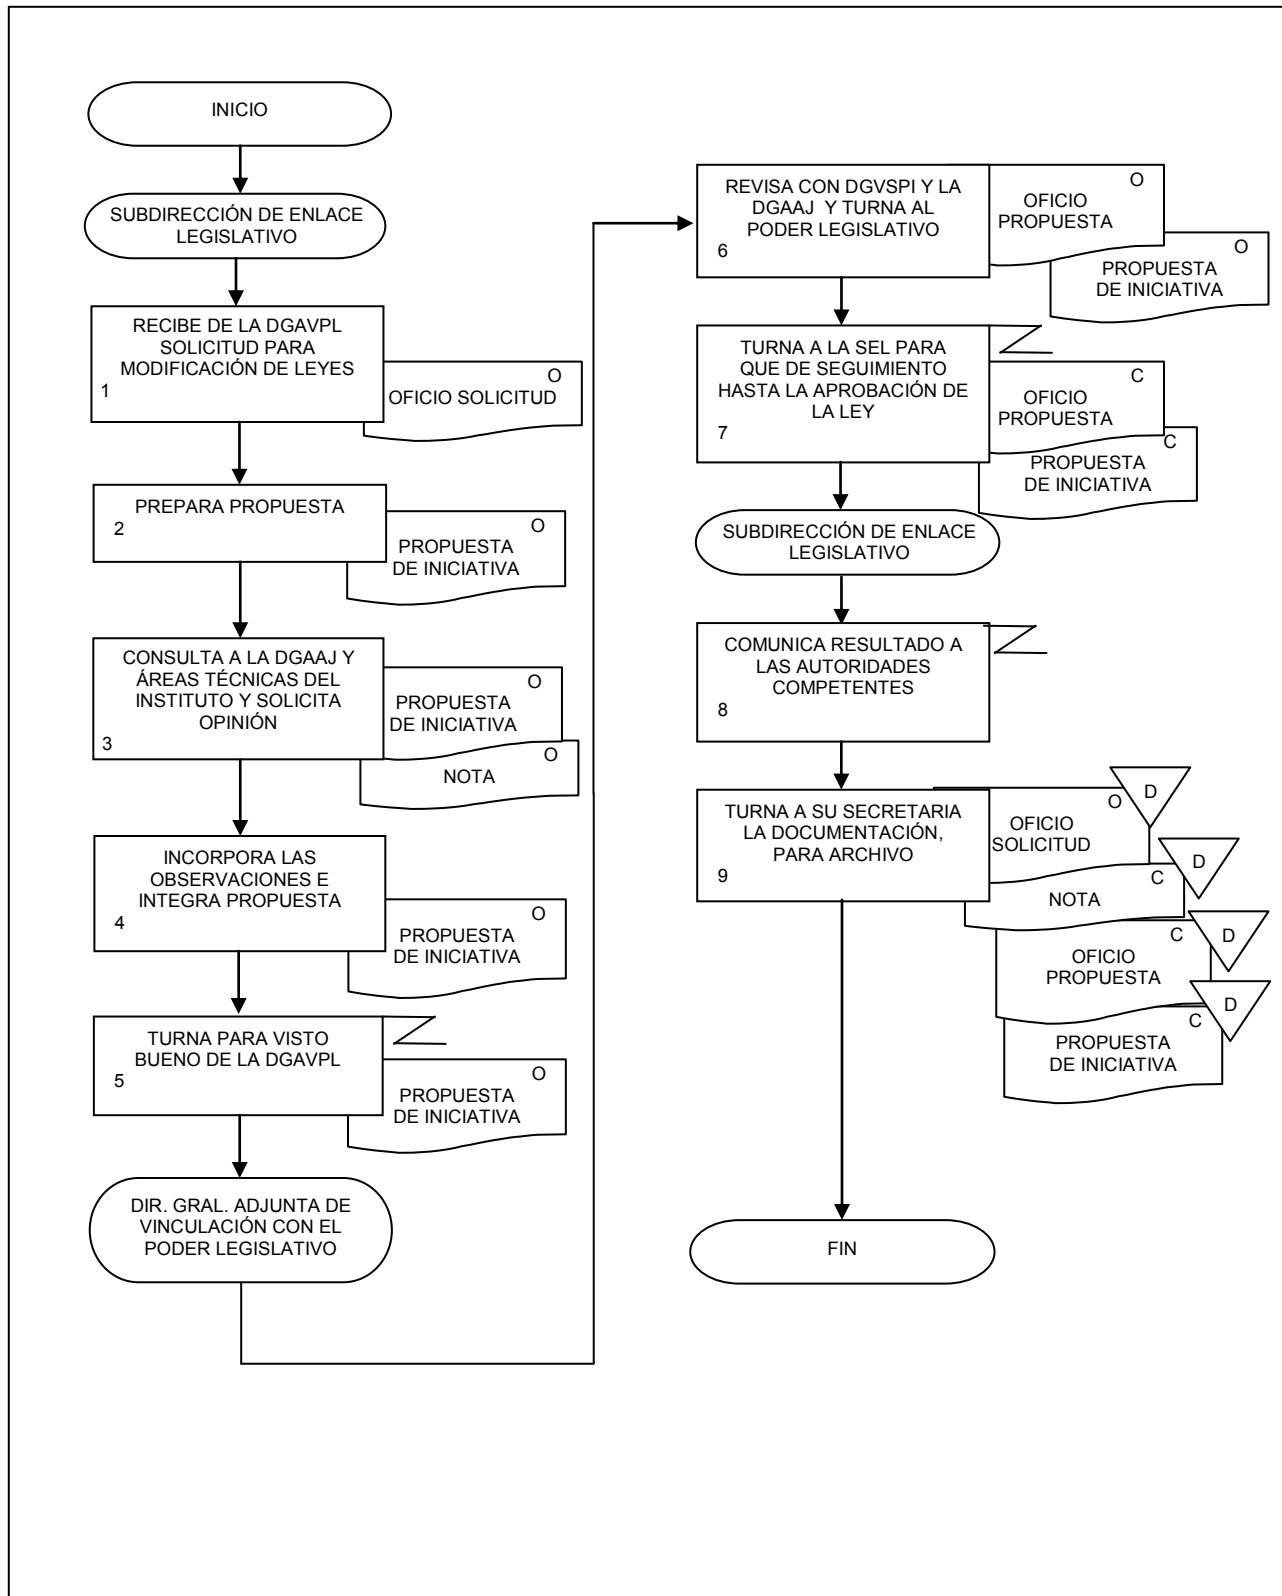 INICIO
SUBDIRECCIÓN DE ENLACE
LEGISLATIVO
RECIBE DE LA DGAVPL
SOLICITUD PARA
MODIFICACIÓN DE LEYES
1
O
OFICIO SOLICITUD
PREPARA PROPUESTA
2
O
PROPUESTA
DE INICIATIVA
CONSULTA A LA DGAAJ Y
ÁREAS TÉCNICAS DEL
INSTITUTO Y SOLICITA
OPINIÓN
3
O
PROPUESTA
DE INICIATIVA
O
NOTA
INCORPORA LAS
OBSERVACIONES E
INTEGRA PROPUESTA
4
O
PROPUESTA
DE INICIATIVA
TURNA PARA VISTO
BUENO DE LA DGAVPL
5
O
PROPUESTA
DE INICIATIVA
DIR. GRAL. ADJUNTA DE
VINCULACIÓN CON EL
PODER LEGISLATIVO
REVISA CON DGVSPI Y LA
DGAAJ Y TURNA AL
PODER LEGISLATIVO
6
O
OFICIO
PROPUESTA
O
PROPUESTA
DE INICIATIVA
TURNA A LA SEL PARA
QUE DE SEGUIMIENTO
HASTA LA APROBACIÓN DE
LA LEY
7
C
OFICIO
PROPUESTA
C
PROPUESTA
DE INICIATIVA
SUBDIRECCIÓN DE ENLACE
LEGISLATIVO
COMUNICA RESULTADO A
LAS AUTORIDADES
COMPETENTES
8
TURNA A SU SECRETARIA
LA DOCUMENTACIÓN,
PARA ARCHIVO
9
O
D
OFICIO
SOLICITUD
C
D
NOTA
C
D
OFICIO
PROPUESTA
C
D
PROPUESTA
DE INICIATIVA
FIN